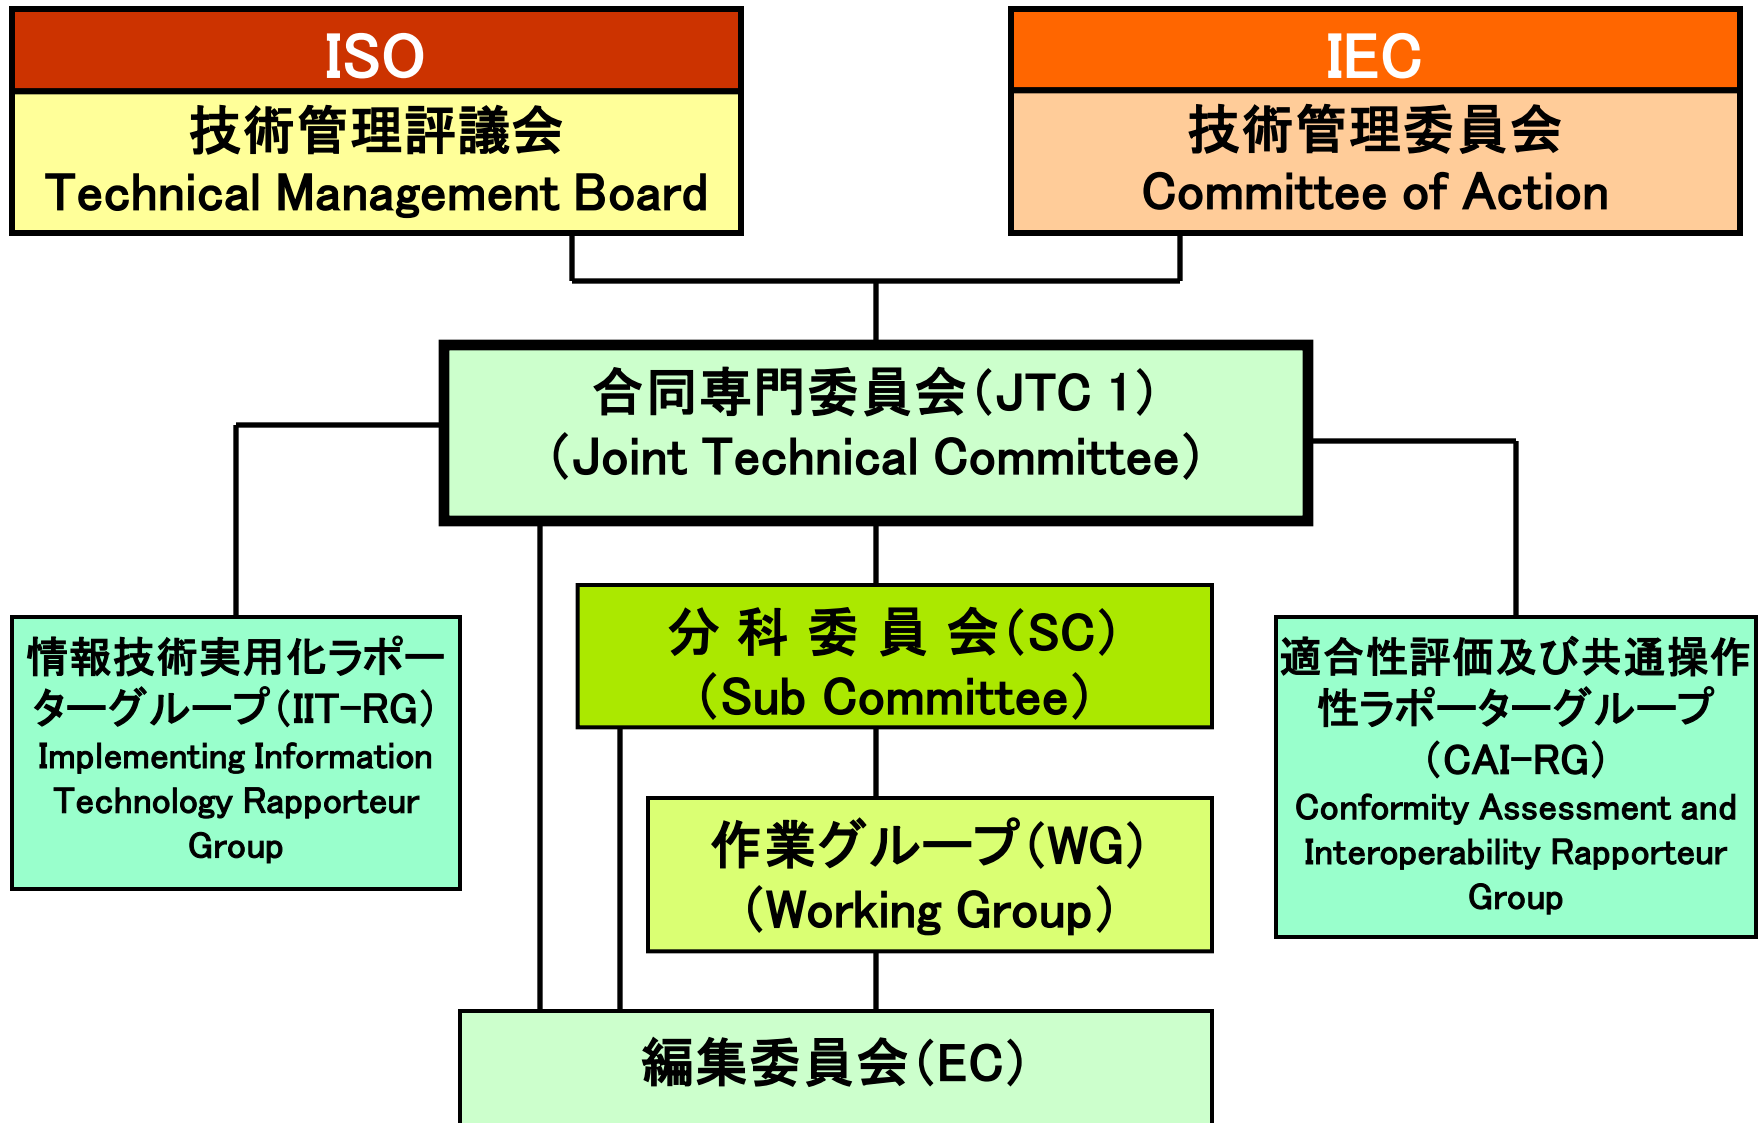 ISO
技術管理評議会
Technical Management Board
IEC
技術管理委員会
Committee of Action
合同専門委員会(JTC 1)
(Joint Technical Committee)
情報技術実用化ラポー
ターグループ(IIT-RG)
Implementing Information
Technology Rapporteur
Group
分 科 委 員 会(SC)
(Sub Committee)
適合性評価及び共通操作
性ラポーターグループ
(CAI-RG)
Conformity Assessment and
Interoperability Rapporteur
Group
作業グループ(WG)
(Working Group)
編集委員会(EC)